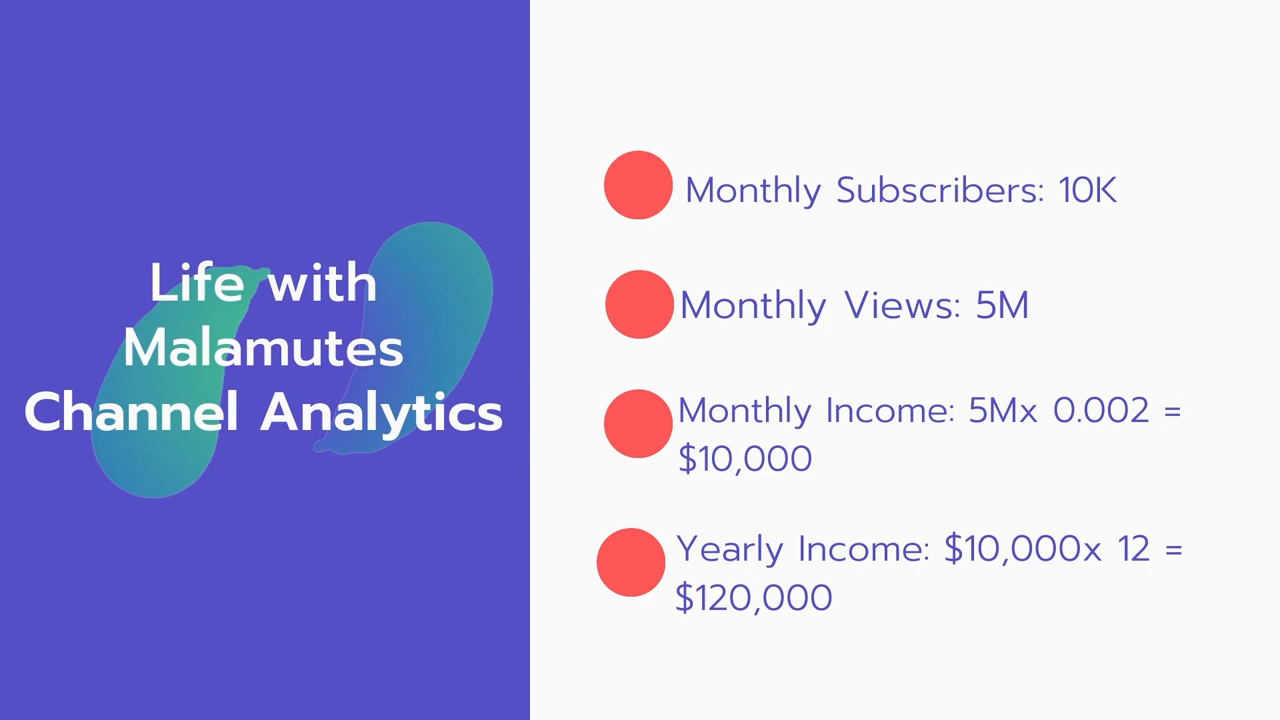 Life with
Malamutes
Channel Analytics
Monthly Subscribers: 10K
Monthly Views: 5M
Monthly Income: 5Mx 0.002 =
$10,000
Yearly Income: $10,000x 12 =
$120,000